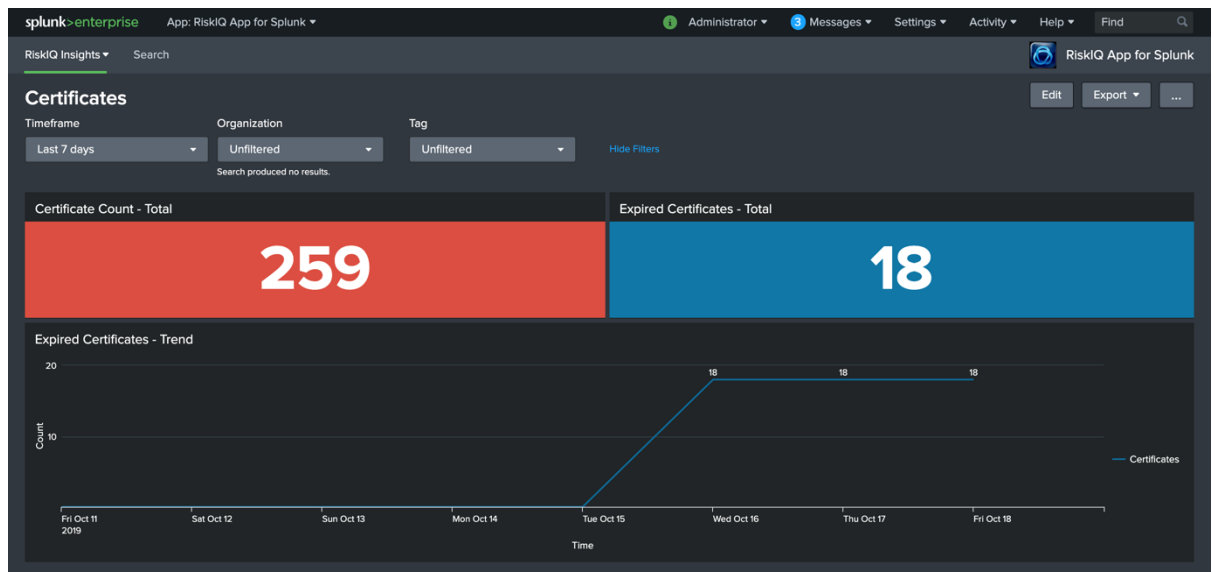 splunk>enterprise App: RiskIQ App for Splunk ▾ i Administrator ▾ 3 Messages ▾ Settings ▾ Activity ▾ Help ▾ Find
RiskIQ Insights ▾ Search RiskIQ App for Splunk
Certificates Edit Export ▾ ...
Timeframe Organization Tag
Last 7 days Unfiltered Unfiltered Hide Filters
Search produced no results.
Certificate Count - Total Expired Certificates - Total
259 18
Expired Certificates - Trend
20
18 18 18
Count
10
Certificates
Fri Oct 11 Sat Oct 12 Sun Oct 13 Mon Oct 14 Tue Oct 15 Wed Oct 16 Thu Oct 17 Fri Oct 18
2019
Time